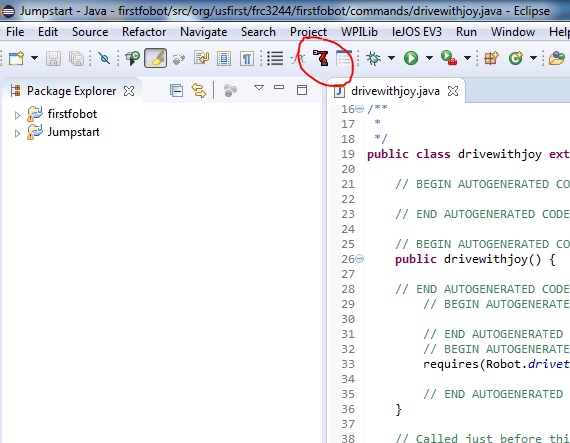 Jumpstart - Java - firstfobot/src/org/usfirst/frc3244/firstfobot/commands/drivewithjoy.java - Eclipse
File Edit Source Refactor Navigate Search Project WPILib leJOS EV3 Run Window Help
Package Explorer
drivewithjoy.java
firstfobot
Jumpstart
16 /**
17 *
18 */
19 public class drivewithjoy ext
20
21 // BEGIN AUTOGENERATED CO
22
23 // END AUTOGENERATED CODE
24
25 // BEGIN AUTOGENERATED CO
26 public drivewithjoy() {
27
28 // END AUTOGENERATED CODE
29 // BEGIN AUTOGENERATE
30
31 // END AUTOGENERATED
32 // BEGIN AUTOGENERATE
33 requires(Robot.drivet
34
35 // END AUTOGENERATED
36 }
37
38 // Called just before thi